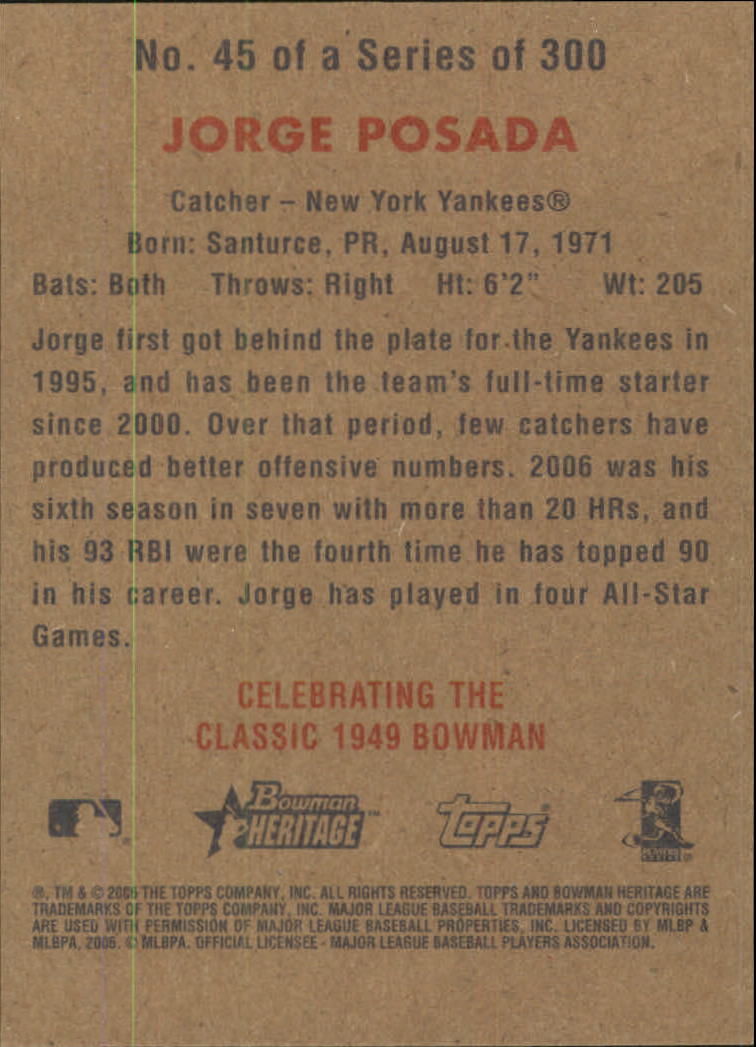 No. 45 of a Series of 300
JORGE POSADA
Catcher – New York Yankees®
Born: Santurce, PR, August 17, 1971
Bats: Both Throws: Right Ht: 6'2" Wt: 205
Jorge first got behind the plate for the Yankees in
1995, and has been the team's full-time starter
since 2000. Over that period, few catchers have
produced better offensive numbers. 2006 was his
sixth season in seven with more than 20 HRs, and
his 93 RBI were the fourth time he has topped 90
in his career. Jorge has played in four All-Star
Games.
CELEBRATING THE
CLASSIC 1949 BOWMAN
Bowman
HERITAGE™
Topps®
PLAYERS
CHOICE
®, TM & © 2006 THE TOPPS COMPANY, INC. ALL RIGHTS RESERVED. TOPPS AND BOWMAN HERITAGE ARE
TRADEMARKS OF THE TOPPS COMPANY, INC. MAJOR LEAGUE BASEBALL TRADEMARKS AND COPYRIGHTS
ARE USED WITH PERMISSION OF MAJOR LEAGUE BASEBALL PROPERTIES, INC. LICENSED BY MLBP &
MLBPA, 2006. © MLBPA. OFFICIAL LICENSEE - MAJOR LEAGUE BASEBALL PLAYERS ASSOCIATION.